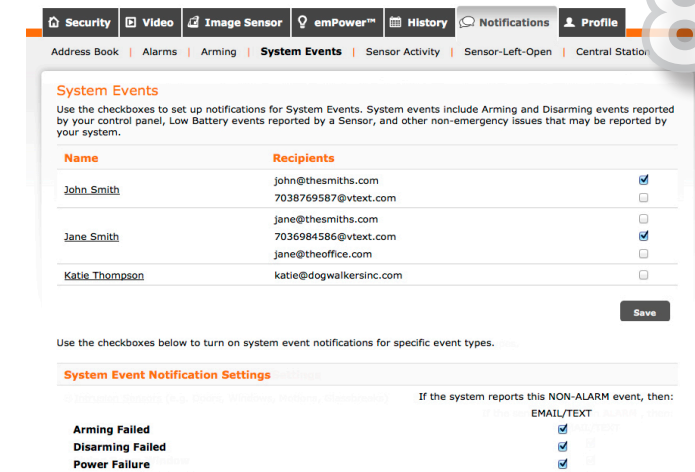 Security Video Image Sensor emPower™ History Notifications Profile
Address Book | Alarms | Arming | System Events | Sensor Activity | Sensor-Left-Open | Central Station
System Events
Use the checkboxes to set up notifications for System Events. System events include Arming and Disarming events reported
by your control panel, Low Battery events reported by a Sensor, and other non-emergency issues that may be reported by
your system.
Name Recipients
John Smith
john@thesmiths.com
7038769587@vtext.com
Jane Smith
jane@thesmiths.com
7036984586@vtext.com
jane@theoffice.com
Katie Thompson katie@dogwalkersinc.com
Save
Use the checkboxes below to turn on system event notifications for specific event types.
System Event Notification Settings
If the system reports this NON-ALARM event, then:
EMAIL/TEXT
Arming Failed
Disarming Failed
Power Failure